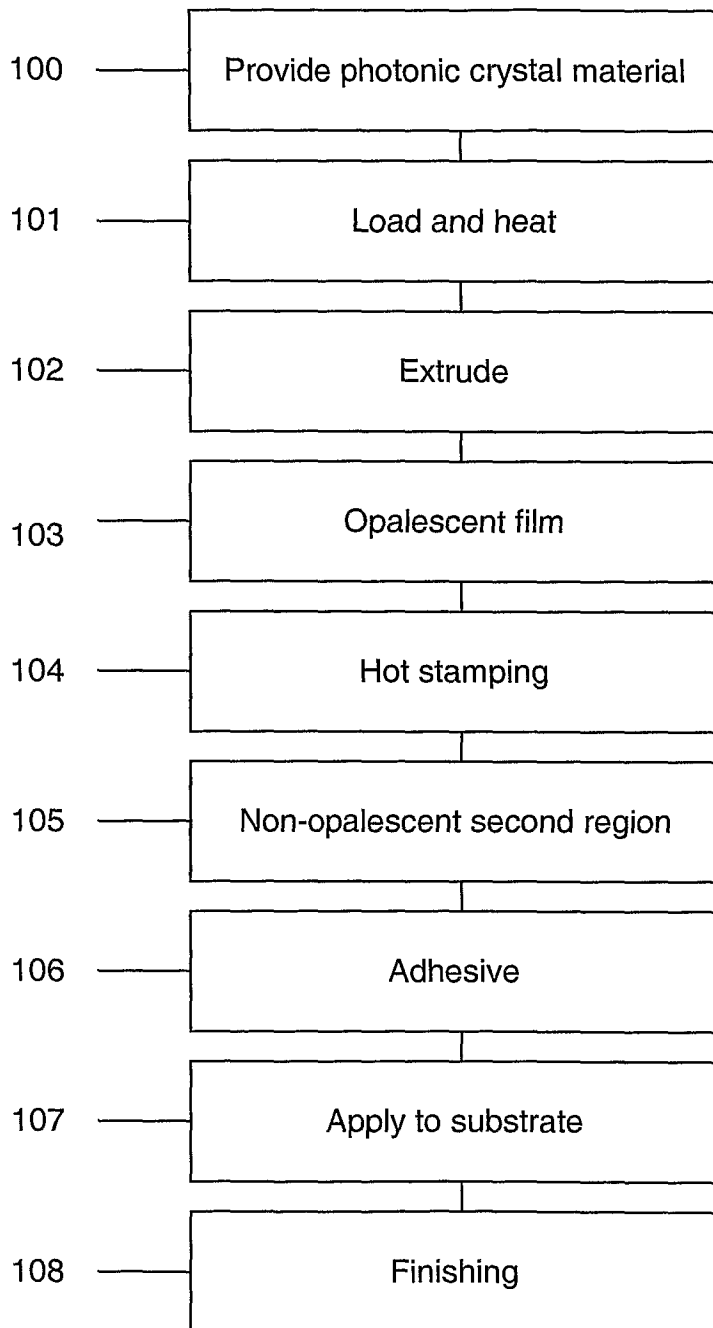 100 Provide photonic crystal material
101 Load and heat
102 Extrude
103 Opalescent film
104 Hot stamping
105 Non-opalescent second region
106 Adhesive
107 Apply to substrate
108 Finishing